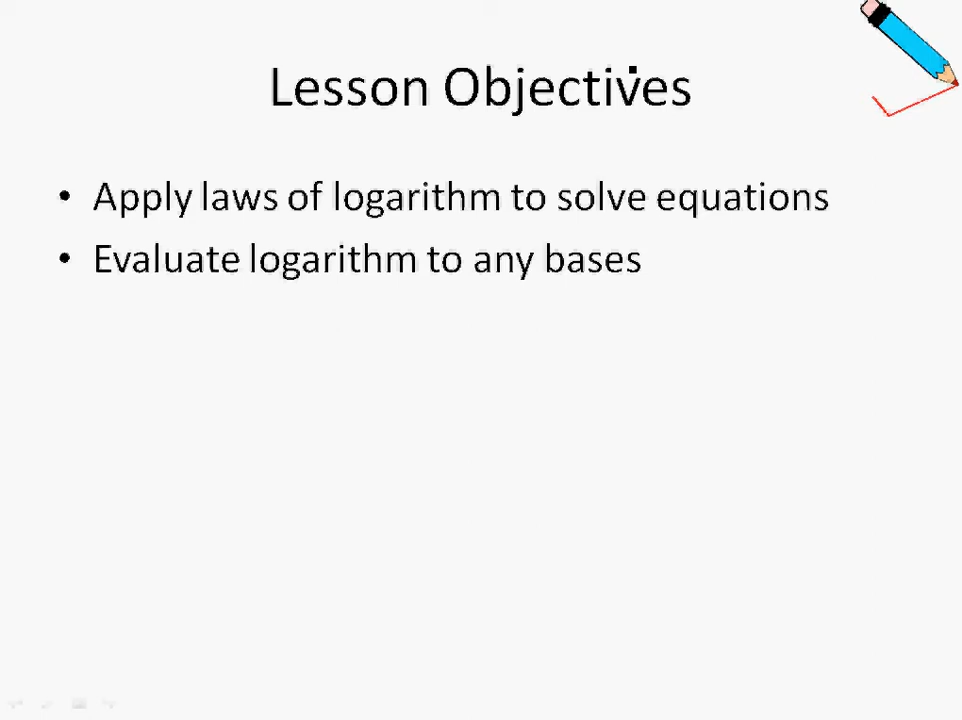 Lesson Objectives
• Apply laws of logarithm to solve equations
• Evaluate logarithm to any bases